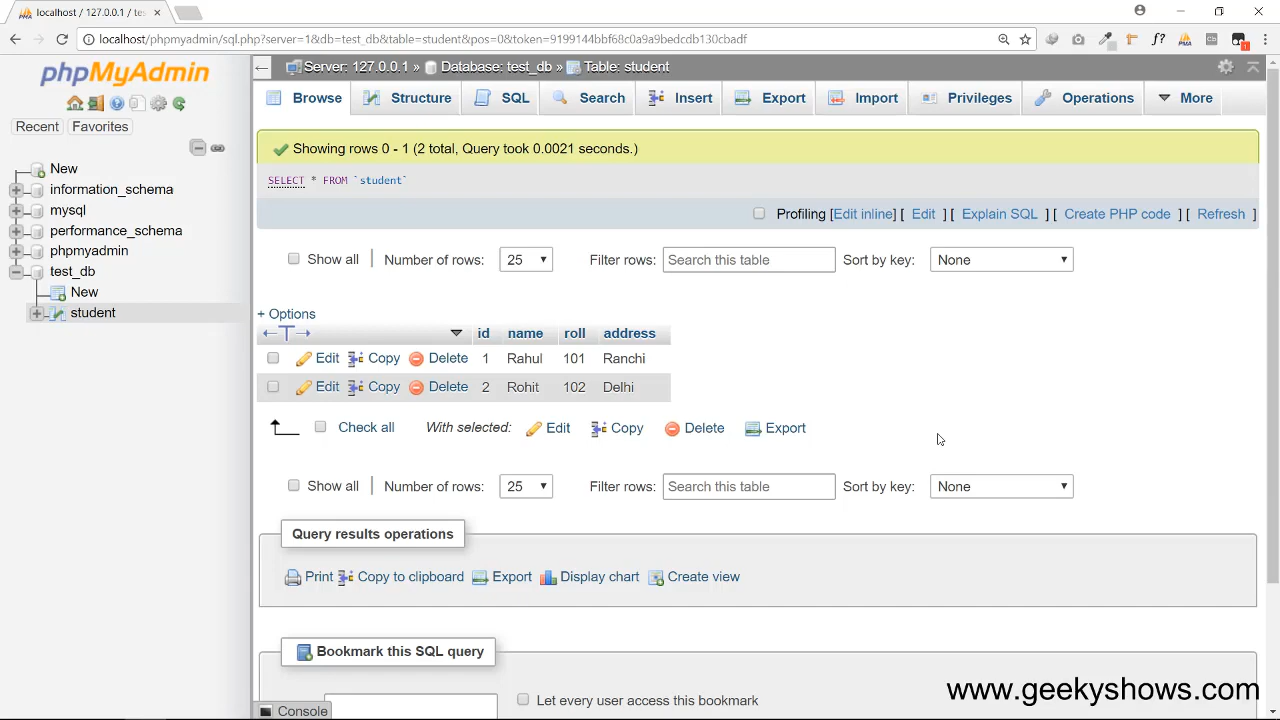 localhost / 127.0.0.1 / tes
localhost/phpmyadmin/sql.php?server=1&db=test_db&table=student&pos=0&token=9199144bbf68c0a9a9bedcdb130cbadf
phpMyAdmin
Recent Favorites
New
information_schema
mysql
performance_schema
phpmyadmin
test_db
New
student
Server: 127.0.0.1 » Database: test_db » Table: student
Browse Structure SQL Search Insert Export Import Privileges Operations More
Showing rows 0 - 1 (2 total, Query took 0.0021 seconds.)
SELECT * FROM `student`
Profiling [Edit inline] [ Edit ] [ Explain SQL ] [ Create PHP code ] [ Refresh ]
Show all | Number of rows: 25 Filter rows: Search this table Sort by key: None
+ Options
←T→ id name roll address
Edit Copy Delete 1 Rahul 101 Ranchi
Edit Copy Delete 2 Rohit 102 Delhi
Check all With selected: Edit Copy Delete Export
Show all | Number of rows: 25 Filter rows: Search this table Sort by key: None
Query results operations
Print Copy to clipboard Export Display chart Create view
Bookmark this SQL query
Let every user access this bookmark
Console
www.geekyshows.com